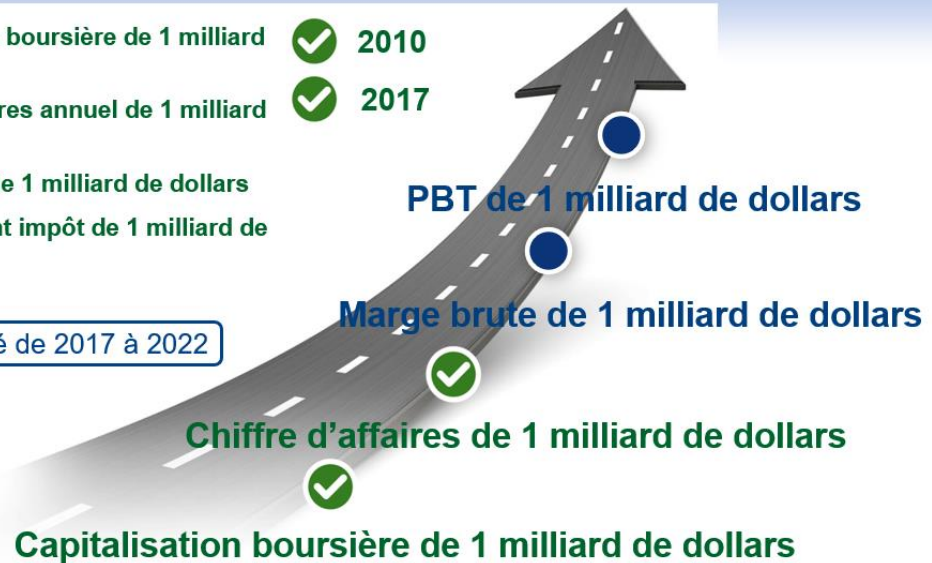 boursière de 1 milliard
2010
annuel de 1 milliard
2017
1 milliard de dollars
impôt de 1 milliard de
PBT de 1 milliard de dollars
Marge brute de 1 milliard de dollars
de 2017 à 2022
Chiffre d’affaires de 1 milliard de dollars
Capitalisation boursière de 1 milliard de dollars